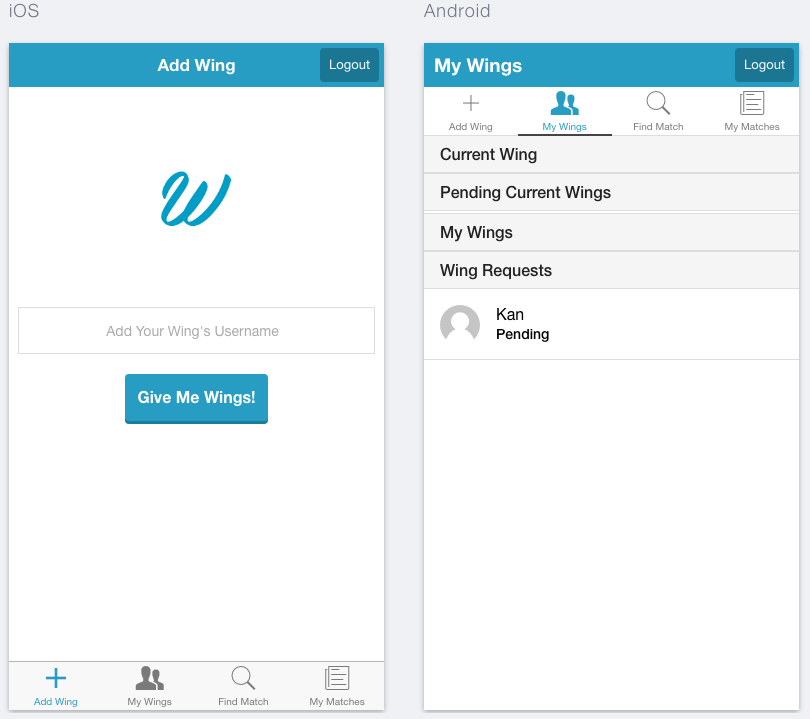 iOS
Add Wing
Logout
W
Add Your Wing's Username
Give Me Wings!
Add Wing
My Wings
Find Match
My Matches
Android
My Wings
Logout
Add Wing
My Wings
Find Match
My Matches
Current Wing
Pending Current Wings
My Wings
Wing Requests
Kan
Pending